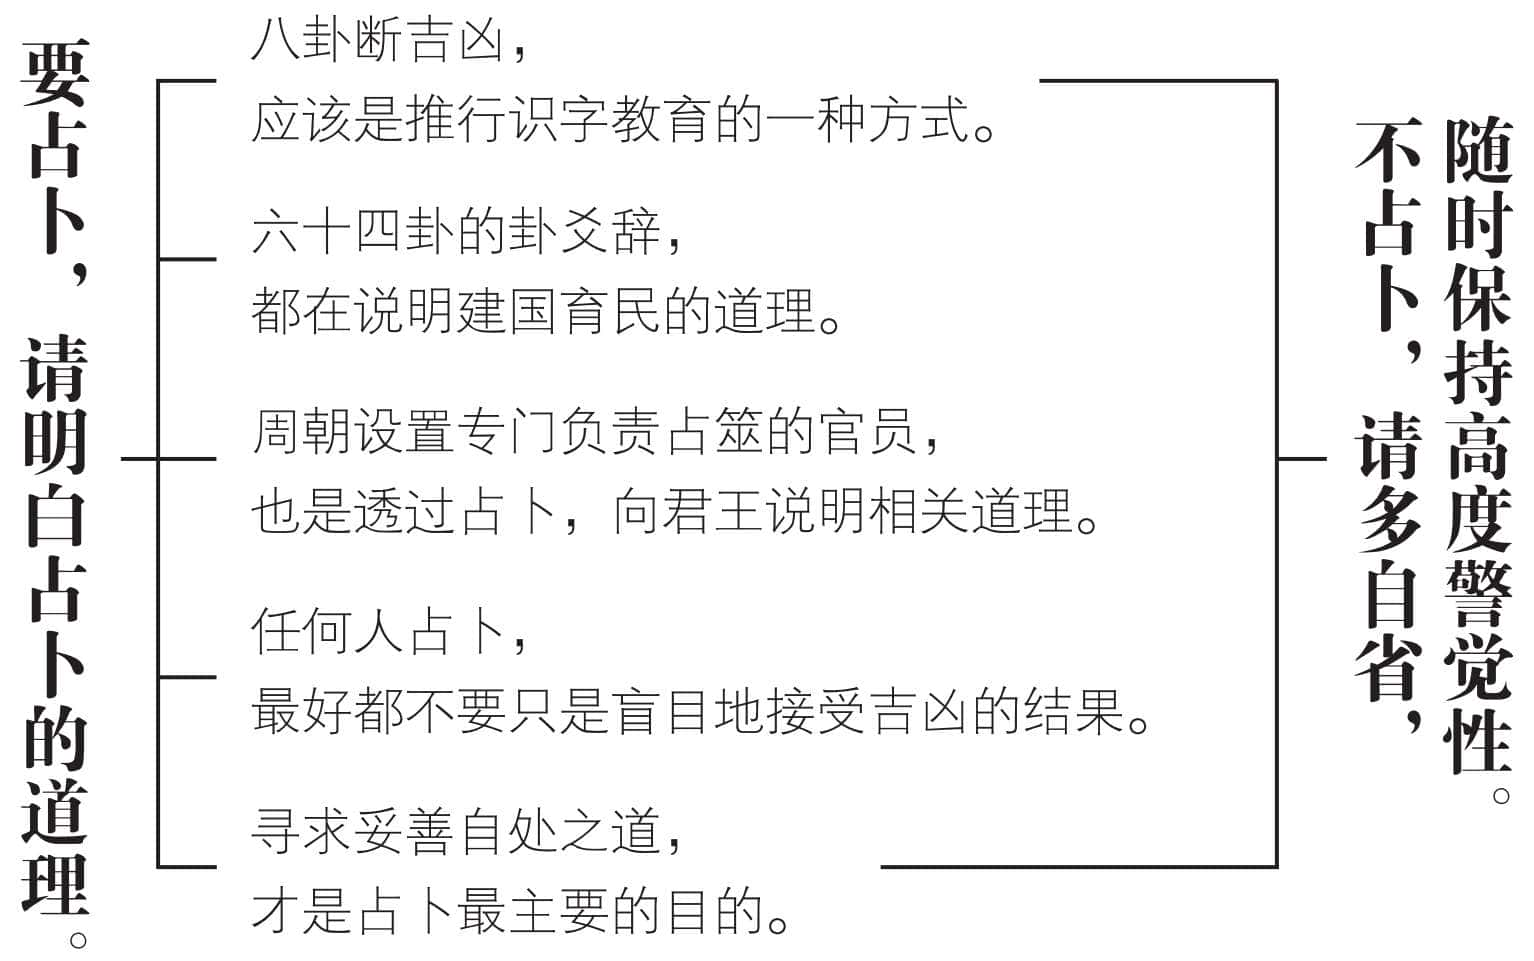 要占卜，请明白占卜的道理。
八卦断吉凶，
应该是推行识字教育的一种方式。
六十四卦的卦爻辞，
都在说明建国育民的道理。
周朝设置专门负责占筮的官员，
也是透过占卜，向君王说明相关道理。
任何人占卜，
最好都不要只是盲目地接受吉凶的结果。
寻求妥善自处之道，
才是占卜最主要的目的。
不占卜，请多自省，
随时保持高度警觉性。